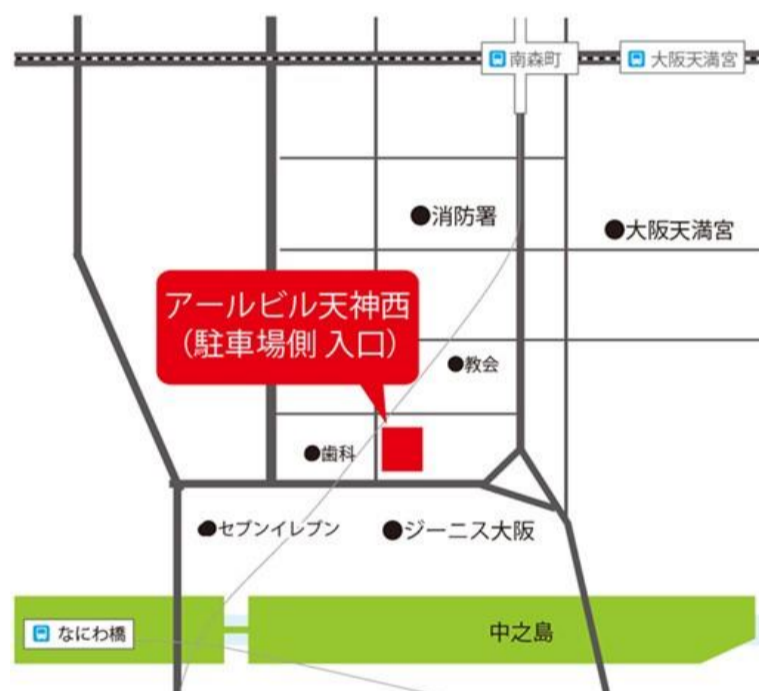 南森町
大阪天満宮
消防署
大阪天満宮
アールビル天神西
（駐車場側 入口）
教会
歯科
セブンイレブン
ジーニス大阪
なにわ橋
中之島